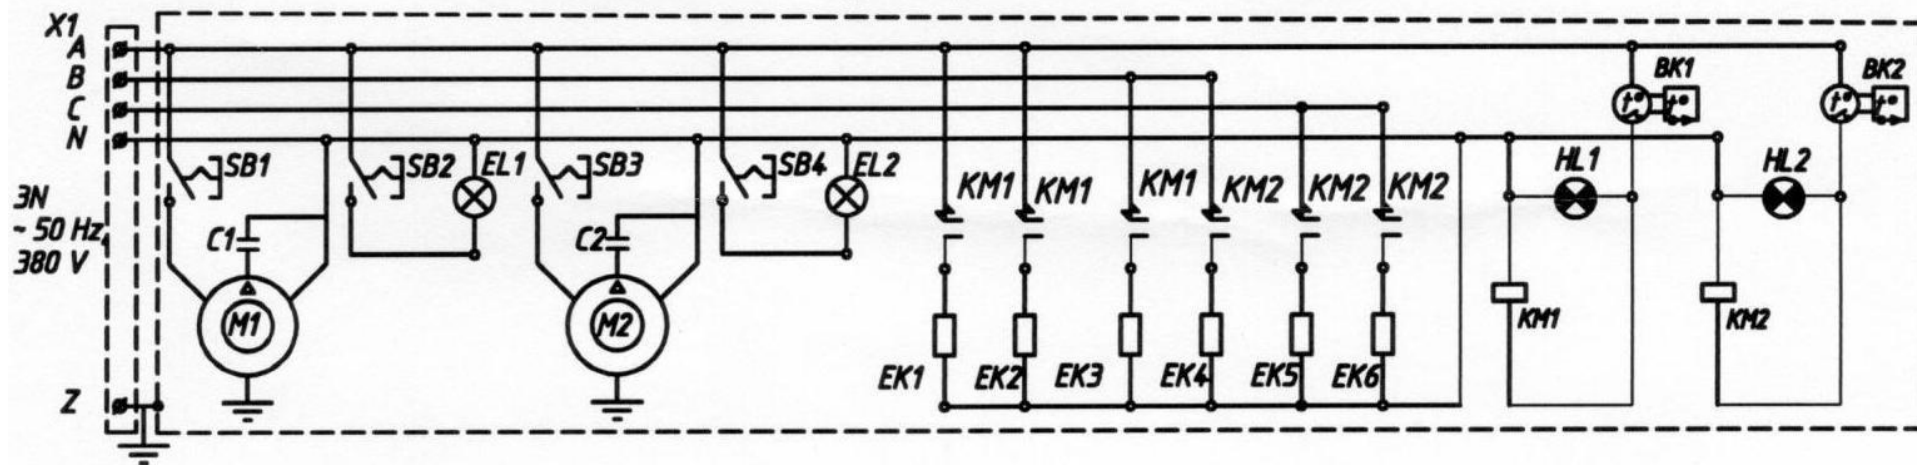 X1
A
B
C
N
3N
~ 50 Hz,
380 V
Z
SB1
SB2
EL1
SB3
SB4
EL2
C1
C2
M1
M2
KM1
KM1
KM1
KM2
KM2
KM2
EK1
EK2
EK3
EK4
EK5
EK6
BK1
t°
t°
BK2
t°
t°
HL1
HL2
KM1
KM2